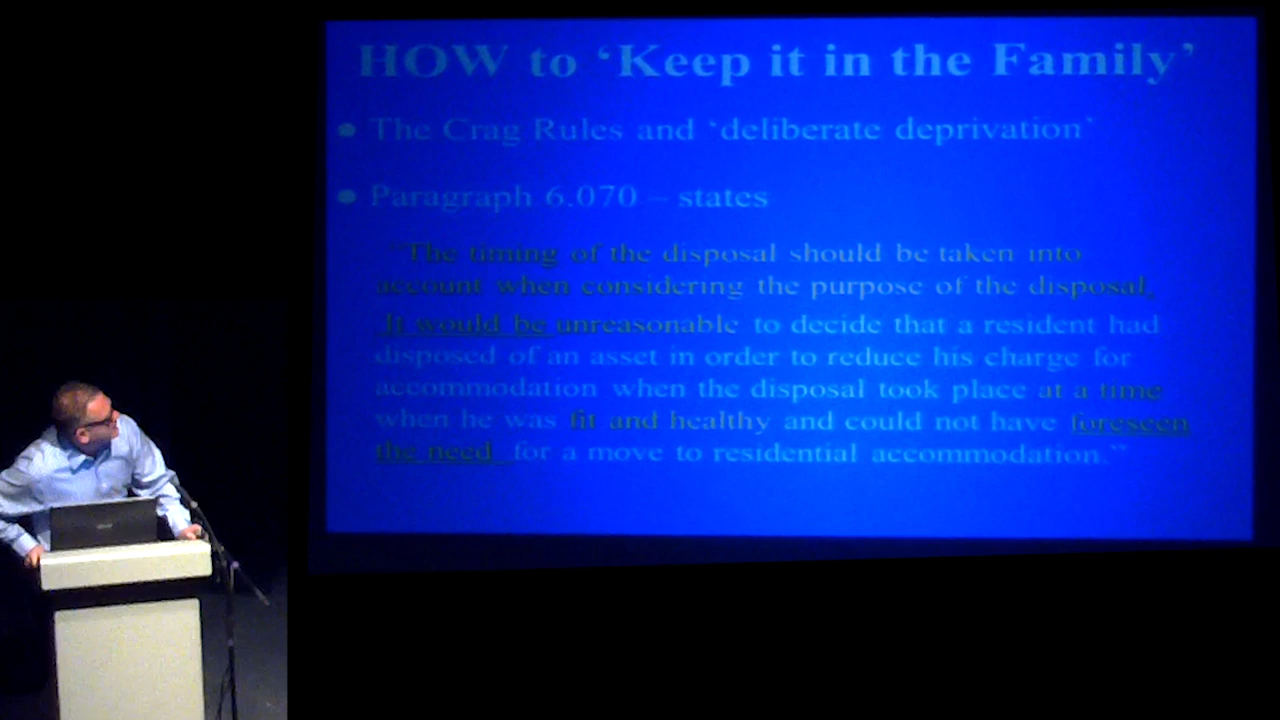 HOW to ‘Keep it in the Family’
• The Crag Rules and ‘deliberate deprivation’
• Paragraph 6.070 – states
“The timing of the disposal should be taken into
account when considering the purpose of the disposal.
It would be unreasonable to decide that a resident had
disposed of an asset in order to reduce his charge for
accommodation when the disposal took place at a time
when he was fit and healthy and could not have foreseen
the need for a move to residential accommodation.”